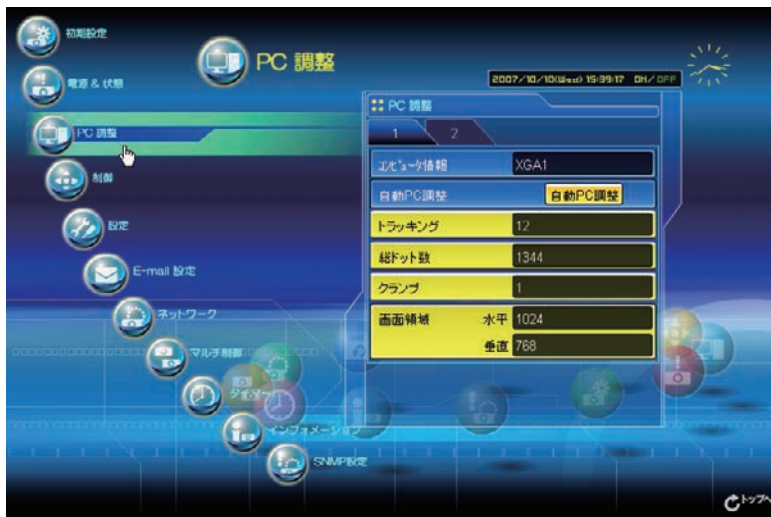 初期設定
電源 & 状態
PC 調整
制御
設定
E-mail 設定
ネットワーク
マルチ制御
タイマー
インフォメーション
SNMP設定
PC 調整
2007/10/10(Wed) 15:39:17 ON/OFF
PC 調整
1 2
コンピュータ情報 XGA1
自動PC調整 自動PC調整
トラッキング 12
総ドット数 1344
クランプ 1
画面領域 水平 1024
垂直 768
トップへ